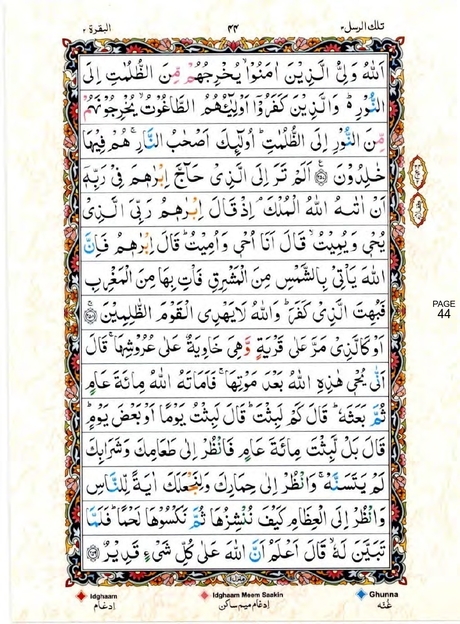 البقرة ٢
٤٤
تلك الرسل ٣
اَللّٰهُ وَلِيُّ الَّذِيْنَ اٰمَنُوْا يُخْرِجُهُمْ مِّنَ الظُّلُمٰتِ اِلَى
النُّوْرِ ؕ وَالَّذِيْنَ كَفَرُوْۤا اَوْلِيٰٓـُٔهُمُ الطَّاغُوْتُ يُخْرِجُوْنَهُمْ
مِّنَ النُّوْرِ اِلَى الظُّلُمٰتِ ؕ اُولٰٓئِكَ اَصْحٰبُ النَّارِ ۚ هُمْ فِيْهَا
خٰلِدُوْنَ ۝٢٥٧ اَلَمْ تَرَ اِلَى الَّذِيْ حَآجَّ اِبْرٰهٖمَ فِيْ رَبِّهٖۤ
اَنْ اٰتٰىهُ اللّٰهُ الْمُلْكَ ۘ اِذْ قَالَ اِبْرٰهٖمُ رَبِّيَ الَّذِيْ
يُحْيٖ وَيُمِيْتُ ۙ قَالَ اَنَا اُحْيٖ وَاُمِيْتُ ؕ قَالَ اِبْرٰهٖمُ فَاِنَّ
اللّٰهَ يَاْتِيْ بِالشَّمْسِ مِنَ الْمَشْرِقِ فَاْتِ بِهَا مِنَ الْمَغْرِبِ
فَبُهِتَ الَّذِيْ كَفَرَ ؕ وَاللّٰهُ لَا يَهْدِي الْقَوْمَ الظّٰلِمِيْنَ ۝٢٥٨
اَوْ كَالَّذِيْ مَرَّ عَلٰى قَرْيَةٍ وَّهِيَ خَاوِيَةٌ عَلٰى عُرُوْشِهَا ۚ قَالَ
اَنّٰى يُحْيٖ هٰذِهِ اللّٰهُ بَعْدَ مَوْتِهَا ۚ فَاَمَاتَهُ اللّٰهُ مِائَةَ عَامٍ
ثُمَّ بَعَثَهٗ ؕ قَالَ كَمْ لَبِثْتَ ؕ قَالَ لَبِثْتُ يَوْمًا اَوْ بَعْضَ يَوْمٍ ؕ
قَالَ بَلْ لَّبِثْتَ مِائَةَ عَامٍ فَانْظُرْ اِلٰى طَعَامِكَ وَشَرَابِكَ
لَمْ يَتَسَنَّهْ ۚ وَانْظُرْ اِلٰى حِمَارِكَ وَلِنَجْعَلَكَ اٰيَةً لِّلنَّاسِ
وَانْظُرْ اِلَى الْعِظَامِ كَيْفَ نُنْشِزُهَا ثُمَّ نَكْسُوْهَا لَحْمًا ؕ فَلَمَّا
تَبَيَّنَ لَهٗ ۙ قَالَ اَعْلَمُ اَنَّ اللّٰهَ عَلٰى كُلِّ شَيْءٍ قَدِيْرٌ ۝٢٥٩
PAGE
44
Idghaam
ادغام
Idghaam Meem Saakin
ادغام میم ساکن
Ghunna
غنّه